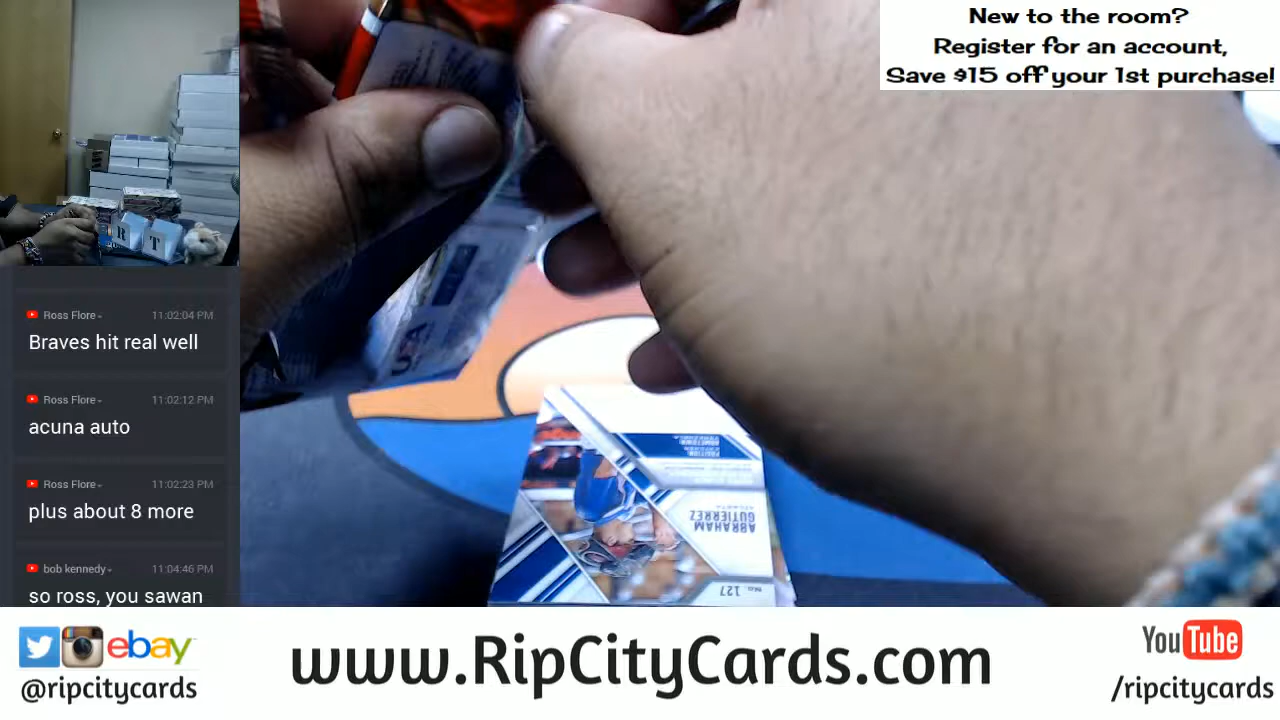 New to the room?
Register for an account,
Save $15 off your 1st purchase!
R T
Ross Flore 11:02:04 PM
Braves hit real well
Ross Flore 11:02:12 PM
acuna auto
Ross Flore 11:02:23 PM
plus about 8 more
bob kennedy 11:04:46 PM
so ross, you sawan
USA
ABRAHAM
GUTIERREZ
127
ebay
@ripcitycards
www.RipCityCards.com
YouTube
/ripcitycards